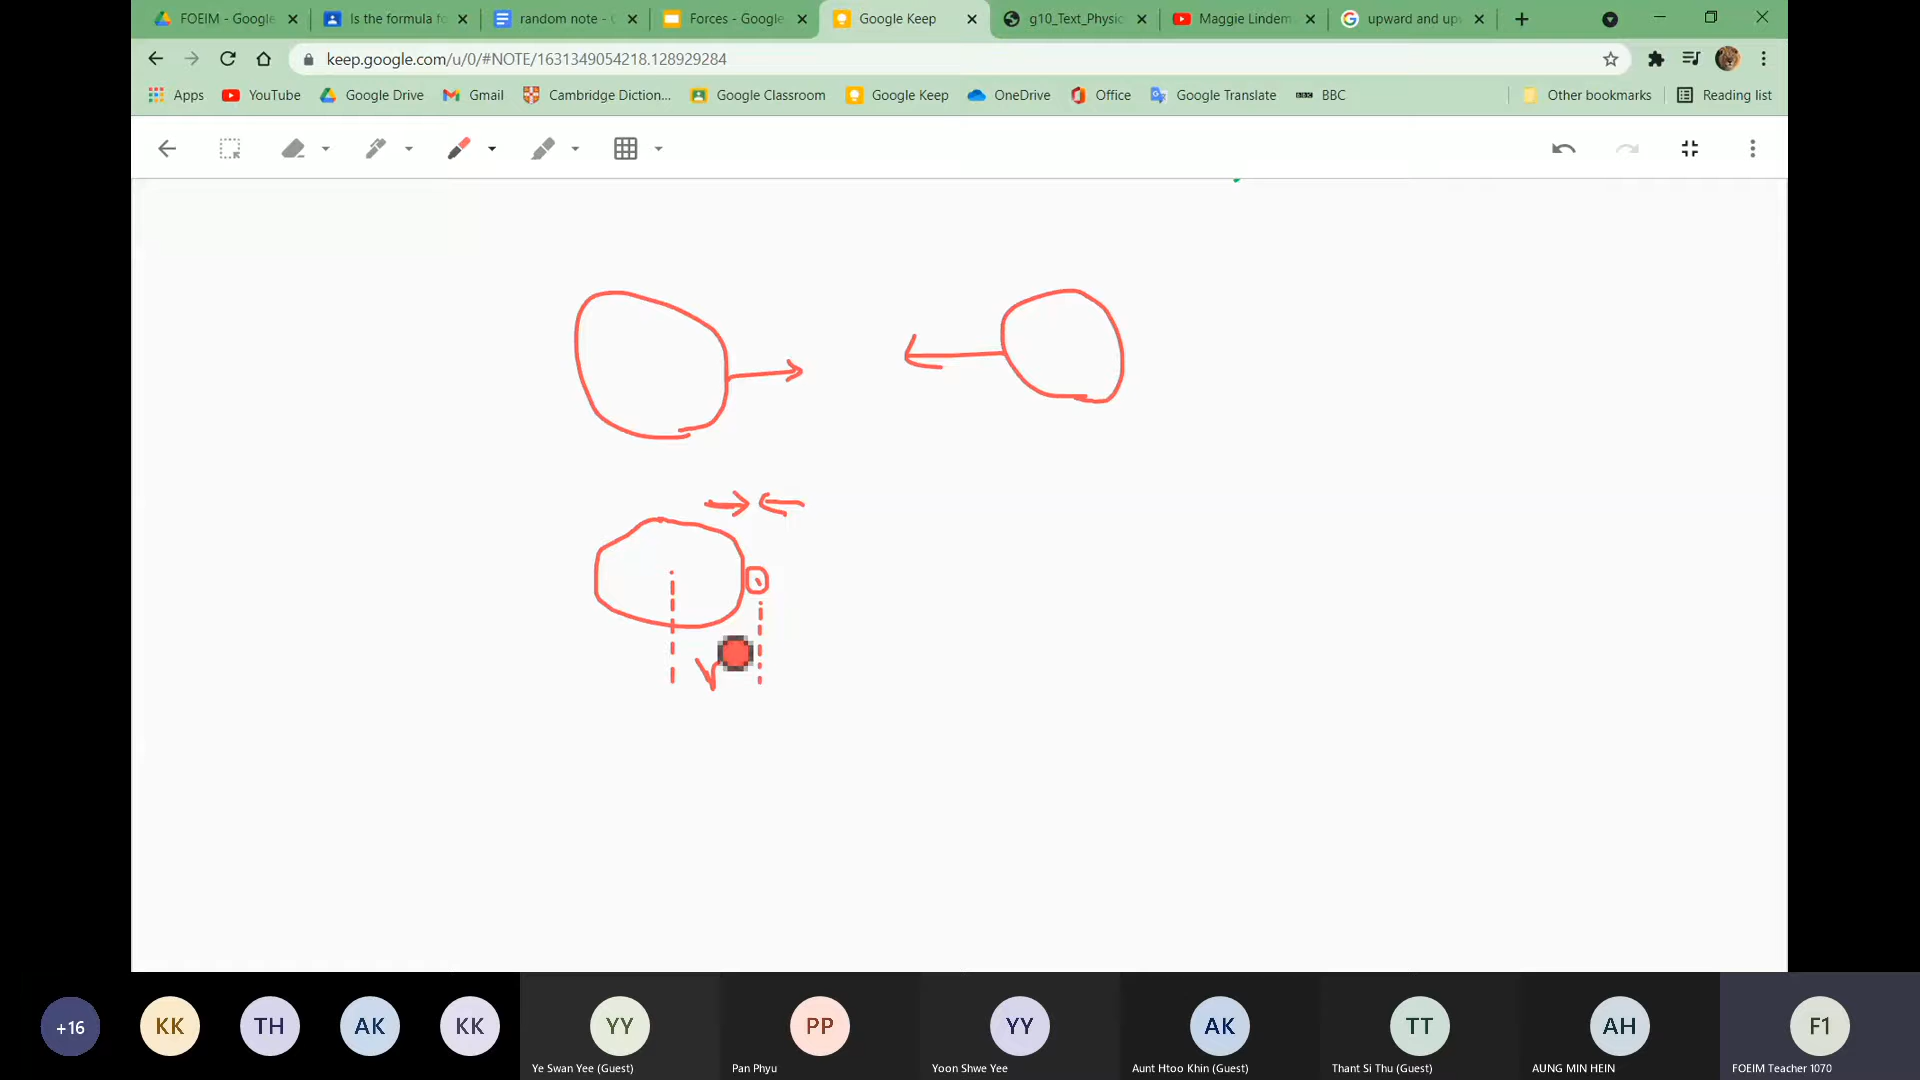 FOEIM - Google
Is the formula fo
random note - G
Forces - Google
Google Keep
g10_Text_Physic
Maggie Lindem
upward and up
keep.google.com/u/0/#NOTE/1631349054218.128929284
Apps
YouTube
Google Drive
Gmail
Cambridge Diction...
Google Classroom
Google Keep
OneDrive
Office
Google Translate
BBC
Other bookmarks
Reading list
r
+16
KK
TH
AK
KK
YY
PP
YY
AK
TT
AH
F1
Ye Swan Yee (Guest)
Pan Phyu
Yoon Shwe Yee
Aunt Htoo Khin (Guest)
Thant Si Thu (Guest)
AUNG MIN HEIN
FOEIM Teacher 1070